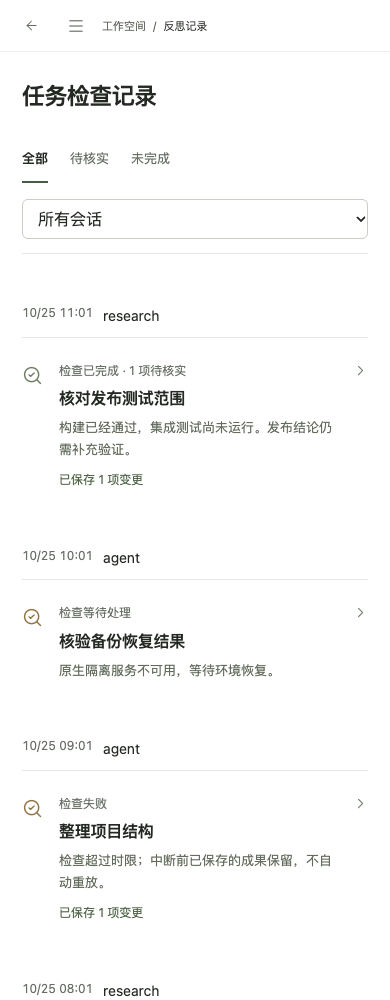 工作空间 / 反思记录
任务检查记录
全部 待核实 未完成
所有会话
10/25 11:01 research
检查已完成 · 1 项待核实
核对发布测试范围
构建已经通过，集成测试尚未运行。发布结论仍
需补充验证。
已保存 1 项变更
10/25 10:01 agent
检查等待处理
核验备份恢复结果
原生隔离服务不可用，等待环境恢复。
10/25 09:01 agent
检查失败
整理项目结构
检查超过时限；中断前已保存的成果保留，不自
动重放。
已保存 1 项变更
10/25 08:01 research